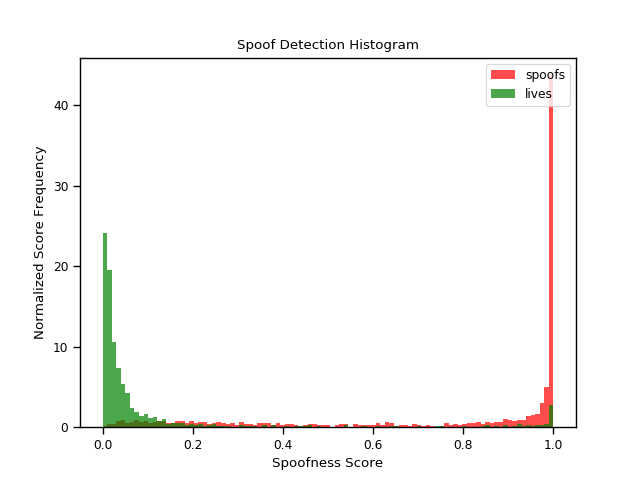 Spoof Detection Histogram
spoofs
lives
Normalized Score Frequency
40
30
20
10
0
0.0 0.2 0.4 0.6 0.8 1.0
Spoofness Score